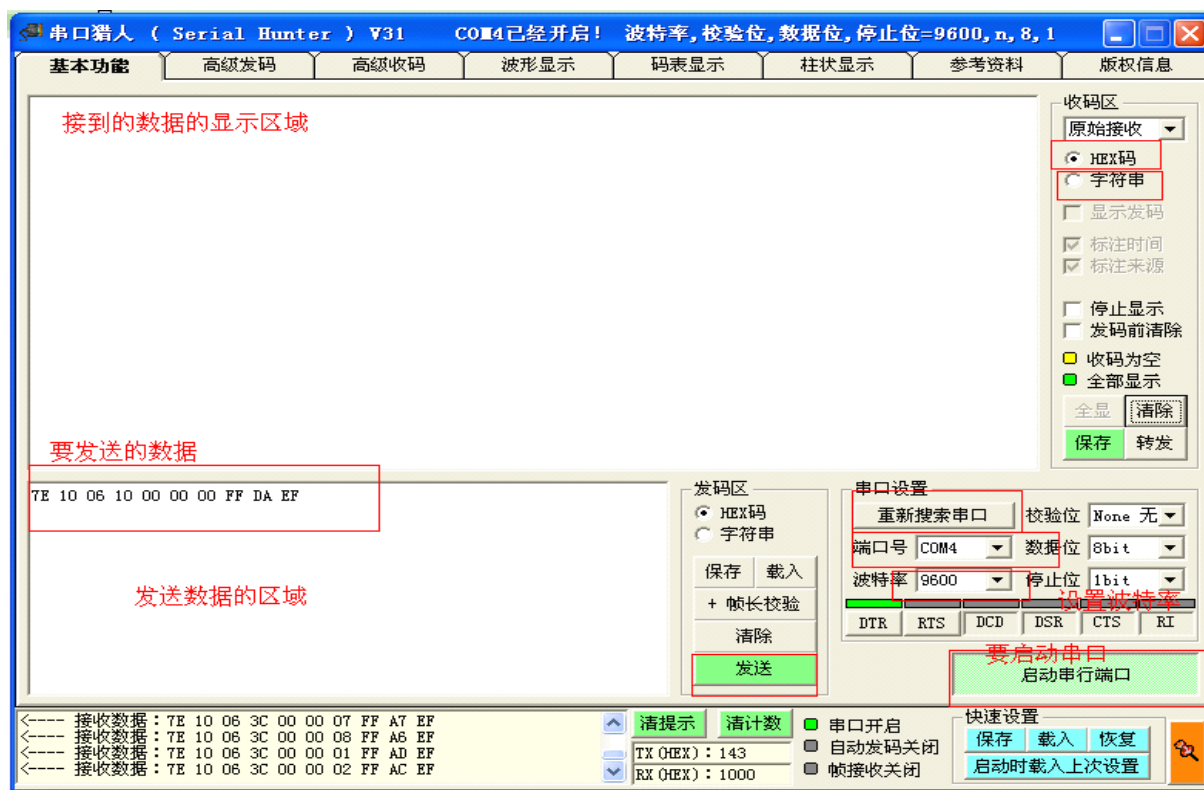 串口猎人 ( Serial Hunter ) V31 COM4已经开启! 波特率,校验位,数据位,停止位=9600,n,8,1
基本功能 高级发码 高级收码 波形显示 码表显示 柱状显示 参考资料 版权信息
接到的数据的显示区域
收码区
原始接收
HEX码
字符串
显示发码
标注时间
标注来源
停止显示
发码前清除
收码为空
全部显示
全显 清除
保存 转发
要发送的数据
7E 10 06 10 00 00 00 FF DA EF
发送数据的区域
发码区
HEX码
字符串
保存 载入
+ 帧长校验
清除
发送
串口设置
重新搜索串口 校验位 None 无
端口号 COM4 数据位 8bit
波特率 9600 停止位 1bit
设置波特率
DTR RTS DCD DSR CTS RI
要启动串口
启动串行端口
<---- 接收数据:7E 10 06 3C 00 00 07 FF A7 EF
<---- 接收数据:7E 10 06 3C 00 00 08 FF A6 EF
<---- 接收数据:7E 10 06 3C 00 00 01 FF AD EF
<---- 接收数据:7E 10 06 3C 00 00 02 FF AC EF
清提示 清计数
TX(HEX):143
RX(HEX):1000
串口开启
自动发码关闭
帧接收关闭
快速设置
保存 载入 恢复
启动时载入上次设置